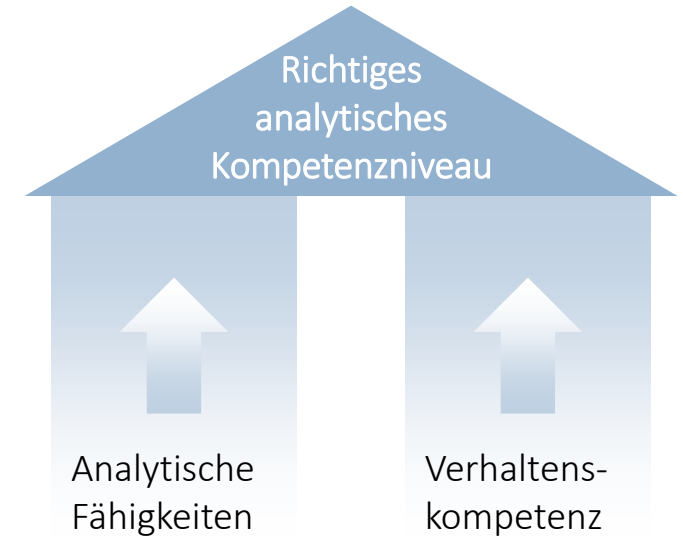 Richtiges
analytisches
Kompetenzniveau
Analytische
Fähigkeiten
Verhaltens-
kompetenz